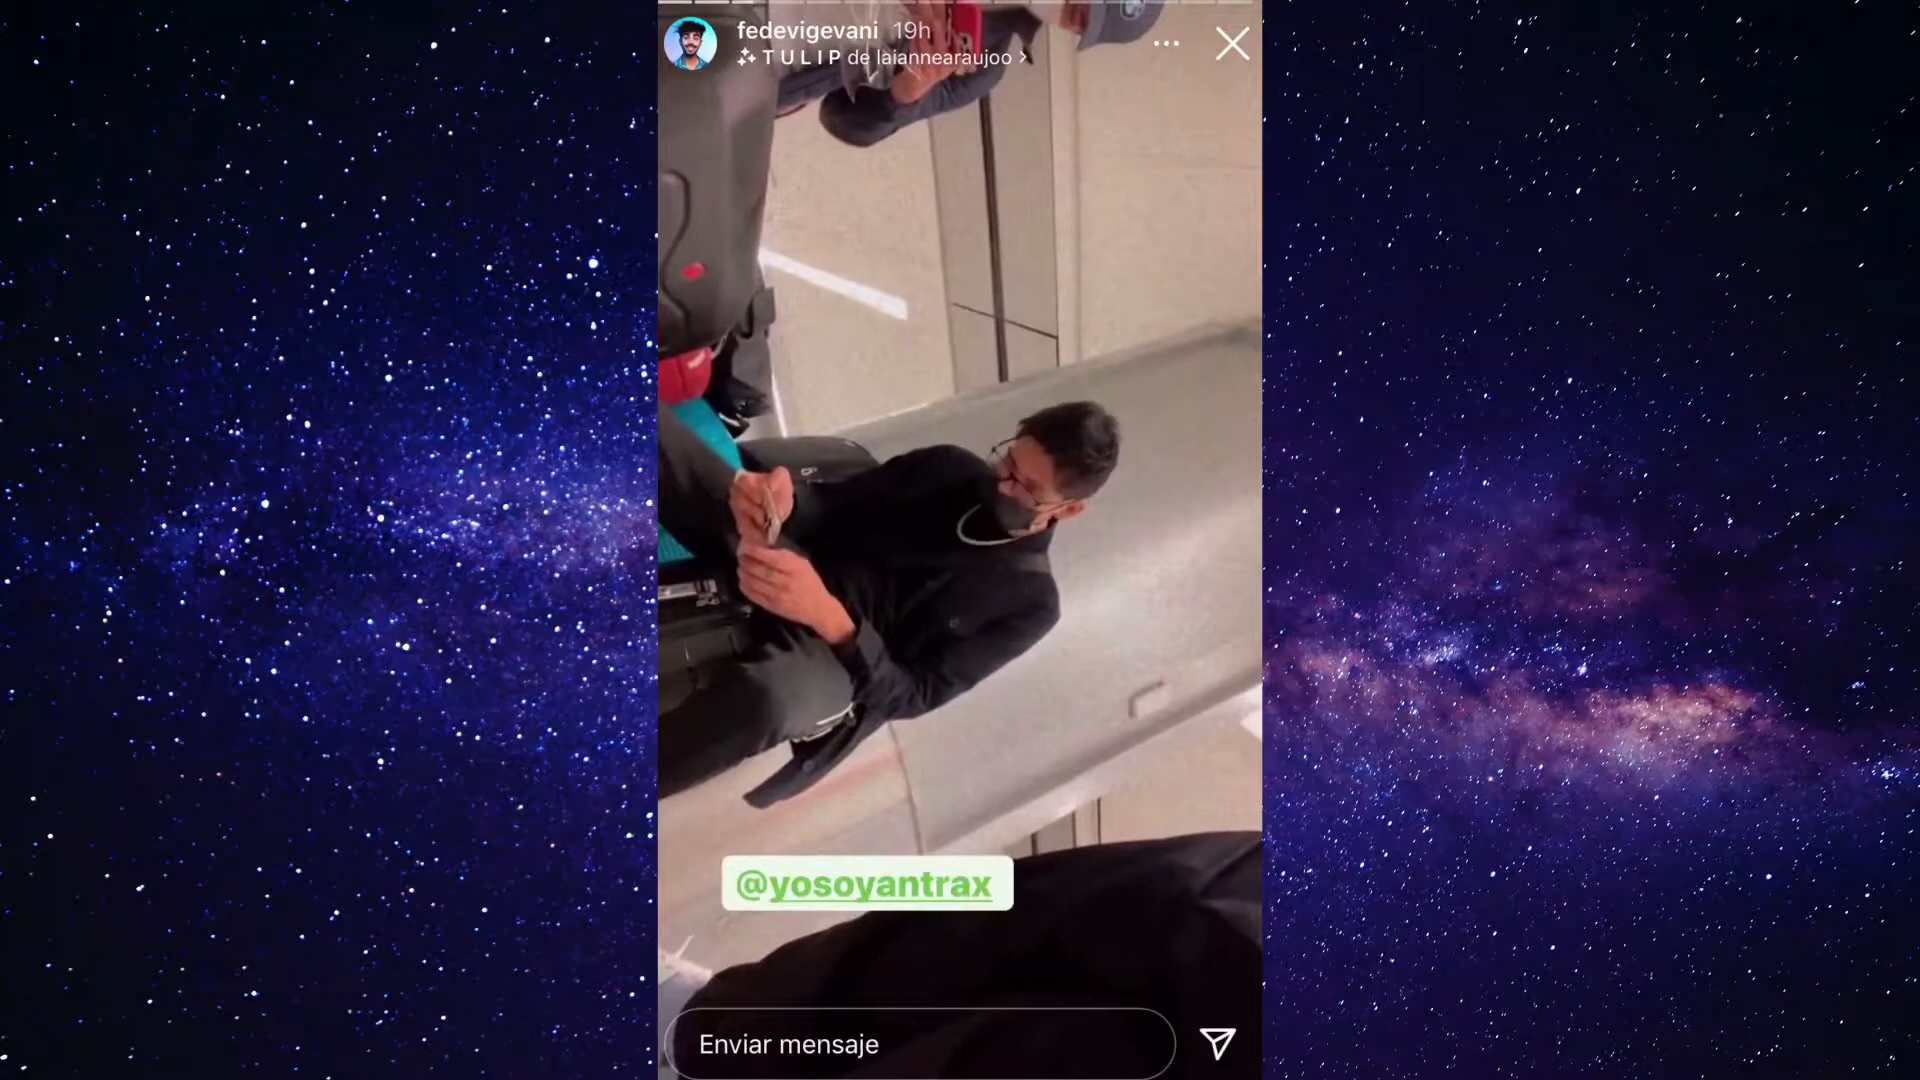 fedevigevani 19h
T U L I P de laiannearaujoo
@yosoyantrax
Enviar mensaje